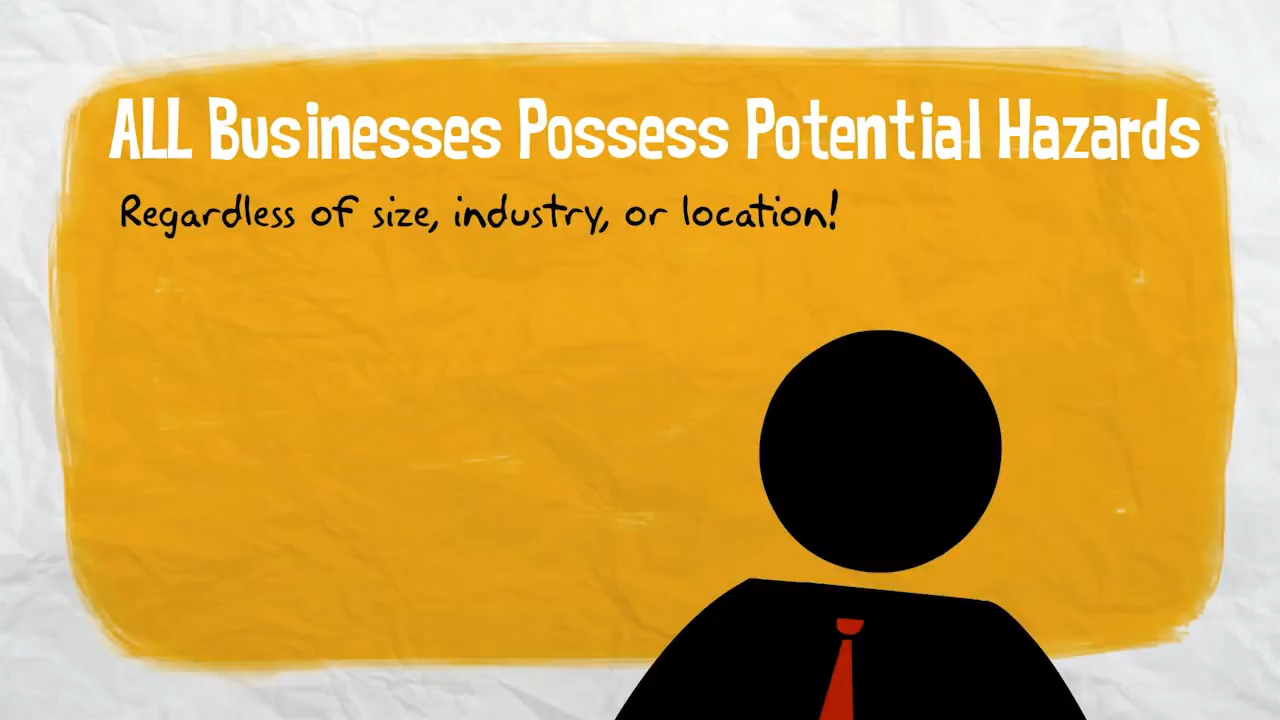 ALL Businesses Possess Potential Hazards
Regardless of size, industry, or location!